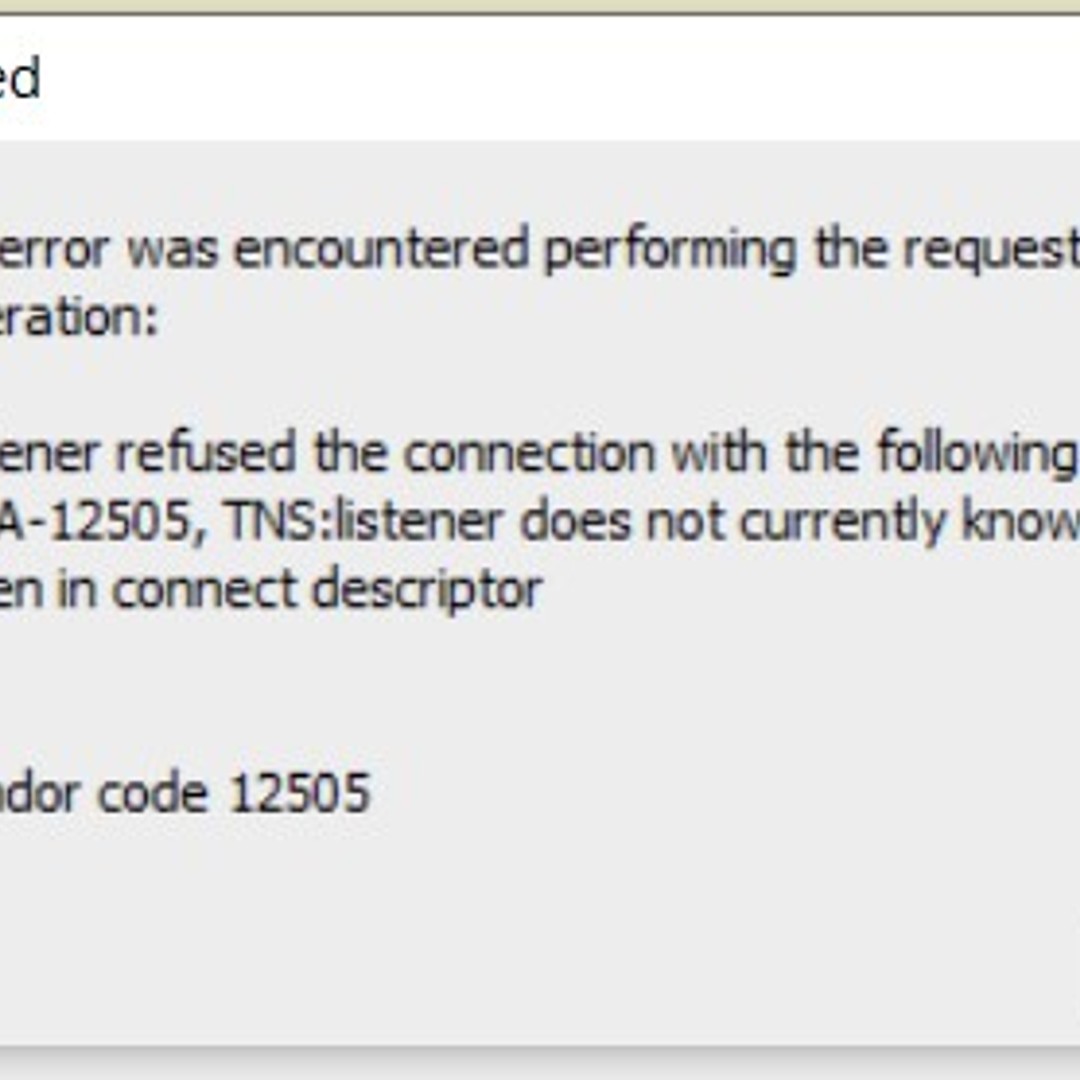 ed
error was encountered performing the request
eration:
ener refused the connection with the following
A-12505, TNS:listener does not currently know
en in connect descriptor
dor code 12505